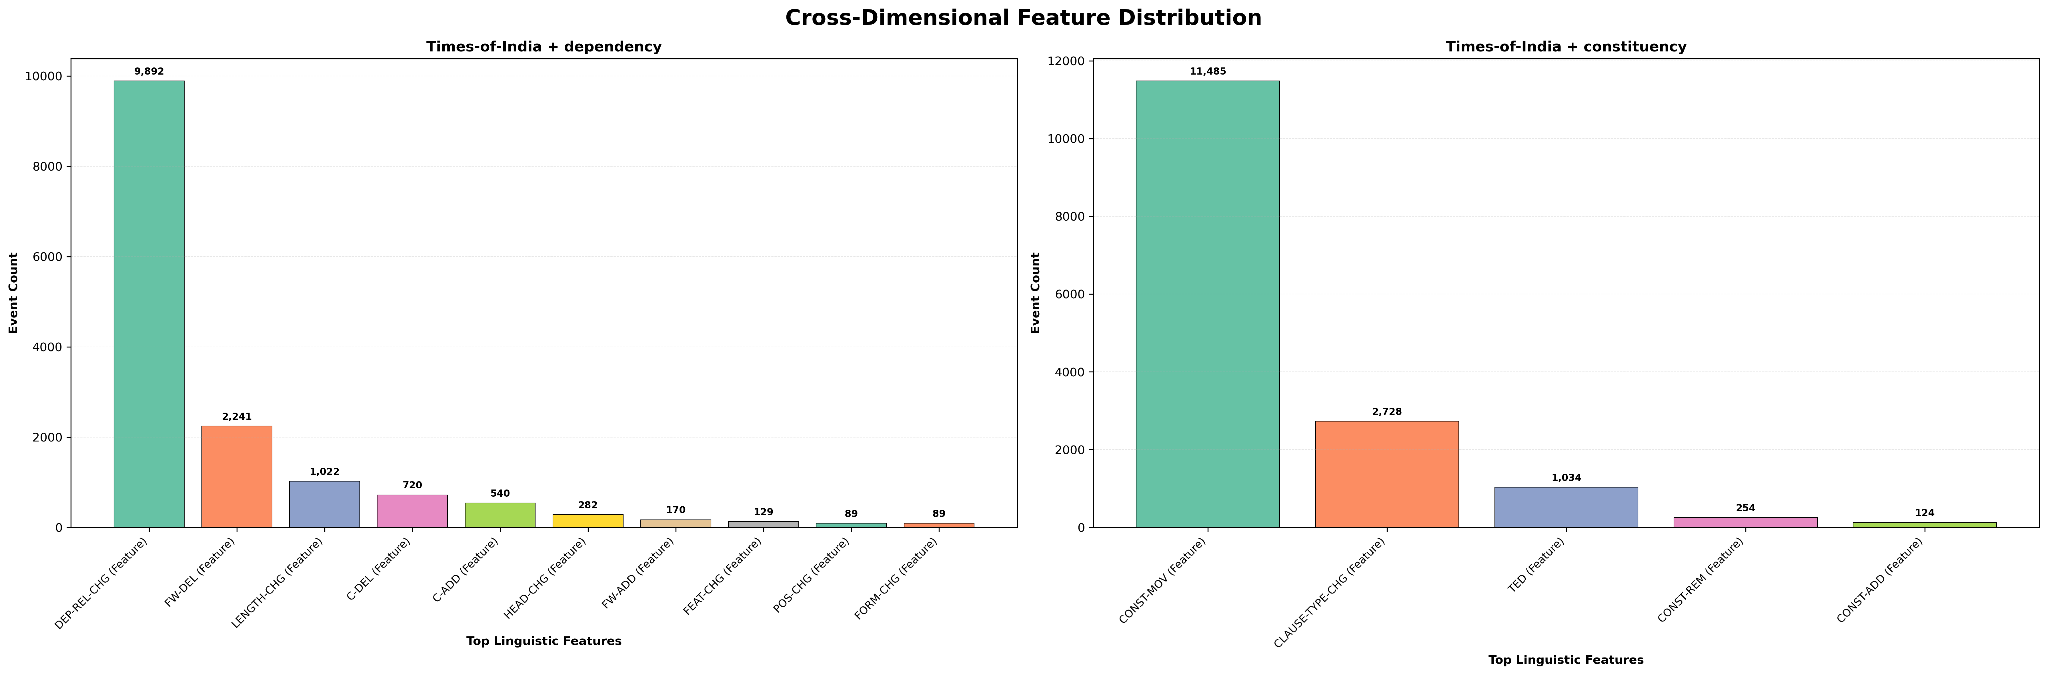 Cross-Dimensional Feature Distribution
Times-of-India + dependency
Event Count
10000
8000
6000
4000
2000
0
9,892
2,241
1,022
720
540
282
170
129
89
89
DEP-REL-CHG (Feature)
FW-DEL (Feature)
LENGTH-CHG (Feature)
C-DEL (Feature)
C-ADD (Feature)
HEAD-CHG (Feature)
FW-ADD (Feature)
FEAT-CHG (Feature)
POS-CHG (Feature)
FORM-CHG (Feature)
Top Linguistic Features
Times-of-India + constituency
Event Count
12000
10000
8000
6000
4000
2000
0
11,485
2,728
1,034
254
124
CONST-MOV (Feature)
CLAUSE-TYPE-CHG (Feature)
TED (Feature)
CONST-REM (Feature)
CONST-ADD (Feature)
Top Linguistic Features